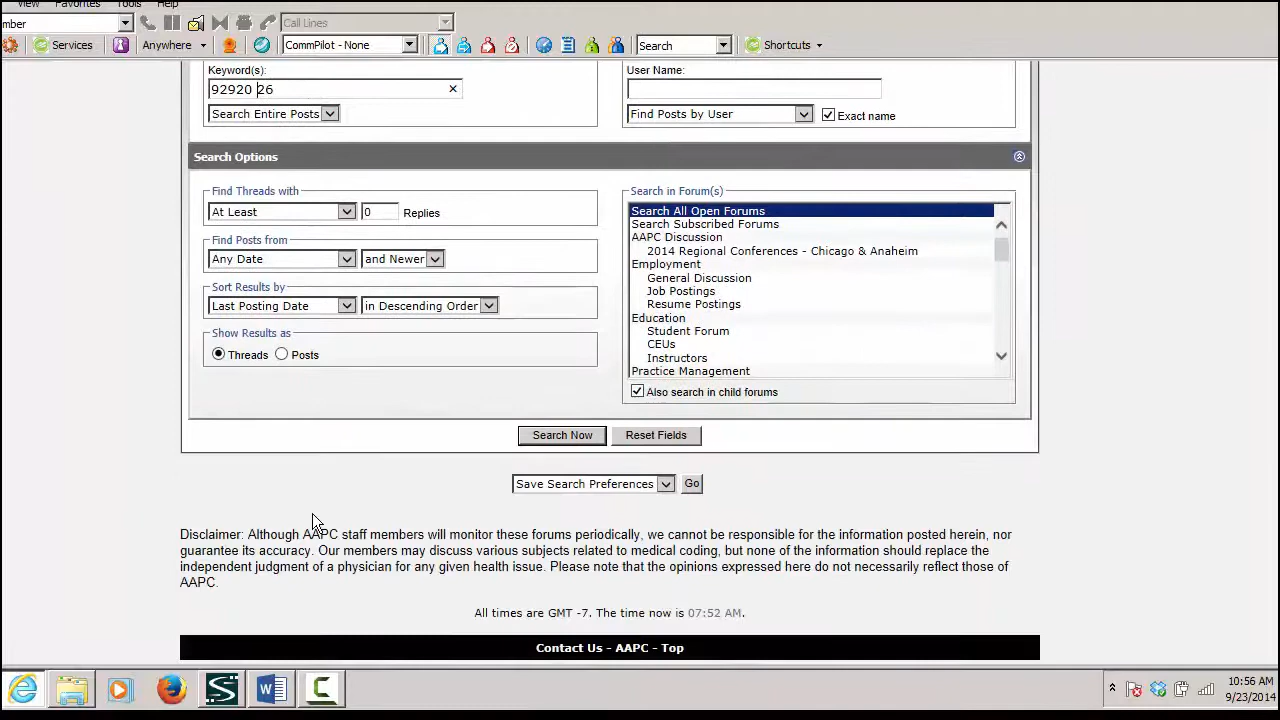 View Favorites Tools Help
mber Call Lines
Services Anywhere CommPilot - None Search Shortcuts
Keyword(s): User Name:
92920 26 ×
Search Entire Posts Find Posts by User Exact name
Search Options
Find Threads with Search in Forum(s)
At Least 0 Replies Search All Open Forums
Search Subscribed Forums
Find Posts from AAPC Discussion
Any Date and Newer 2014 Regional Conferences - Chicago & Anaheim
Employment
General Discussion
Sort Results by Job Postings
Last Posting Date in Descending Order Resume Postings
Education
Show Results as Student Forum
Threads Posts CEUs
Instructors
Practice Management
Also search in child forums
Search Now Reset Fields
Save Search Preferences Go
Disclaimer: Although AAPC staff members will monitor these forums periodically, we cannot be responsible for the information posted herein, nor
guarantee its accuracy. Our members may discuss various subjects related to medical coding, but none of the information should replace the
independent judgment of a physician for any given health issue. Please note that the opinions expressed here do not necessarily reflect those of
AAPC.
All times are GMT -7. The time now is 07:52 AM.
Contact Us - AAPC - Top
10:56 AM
9/23/2014